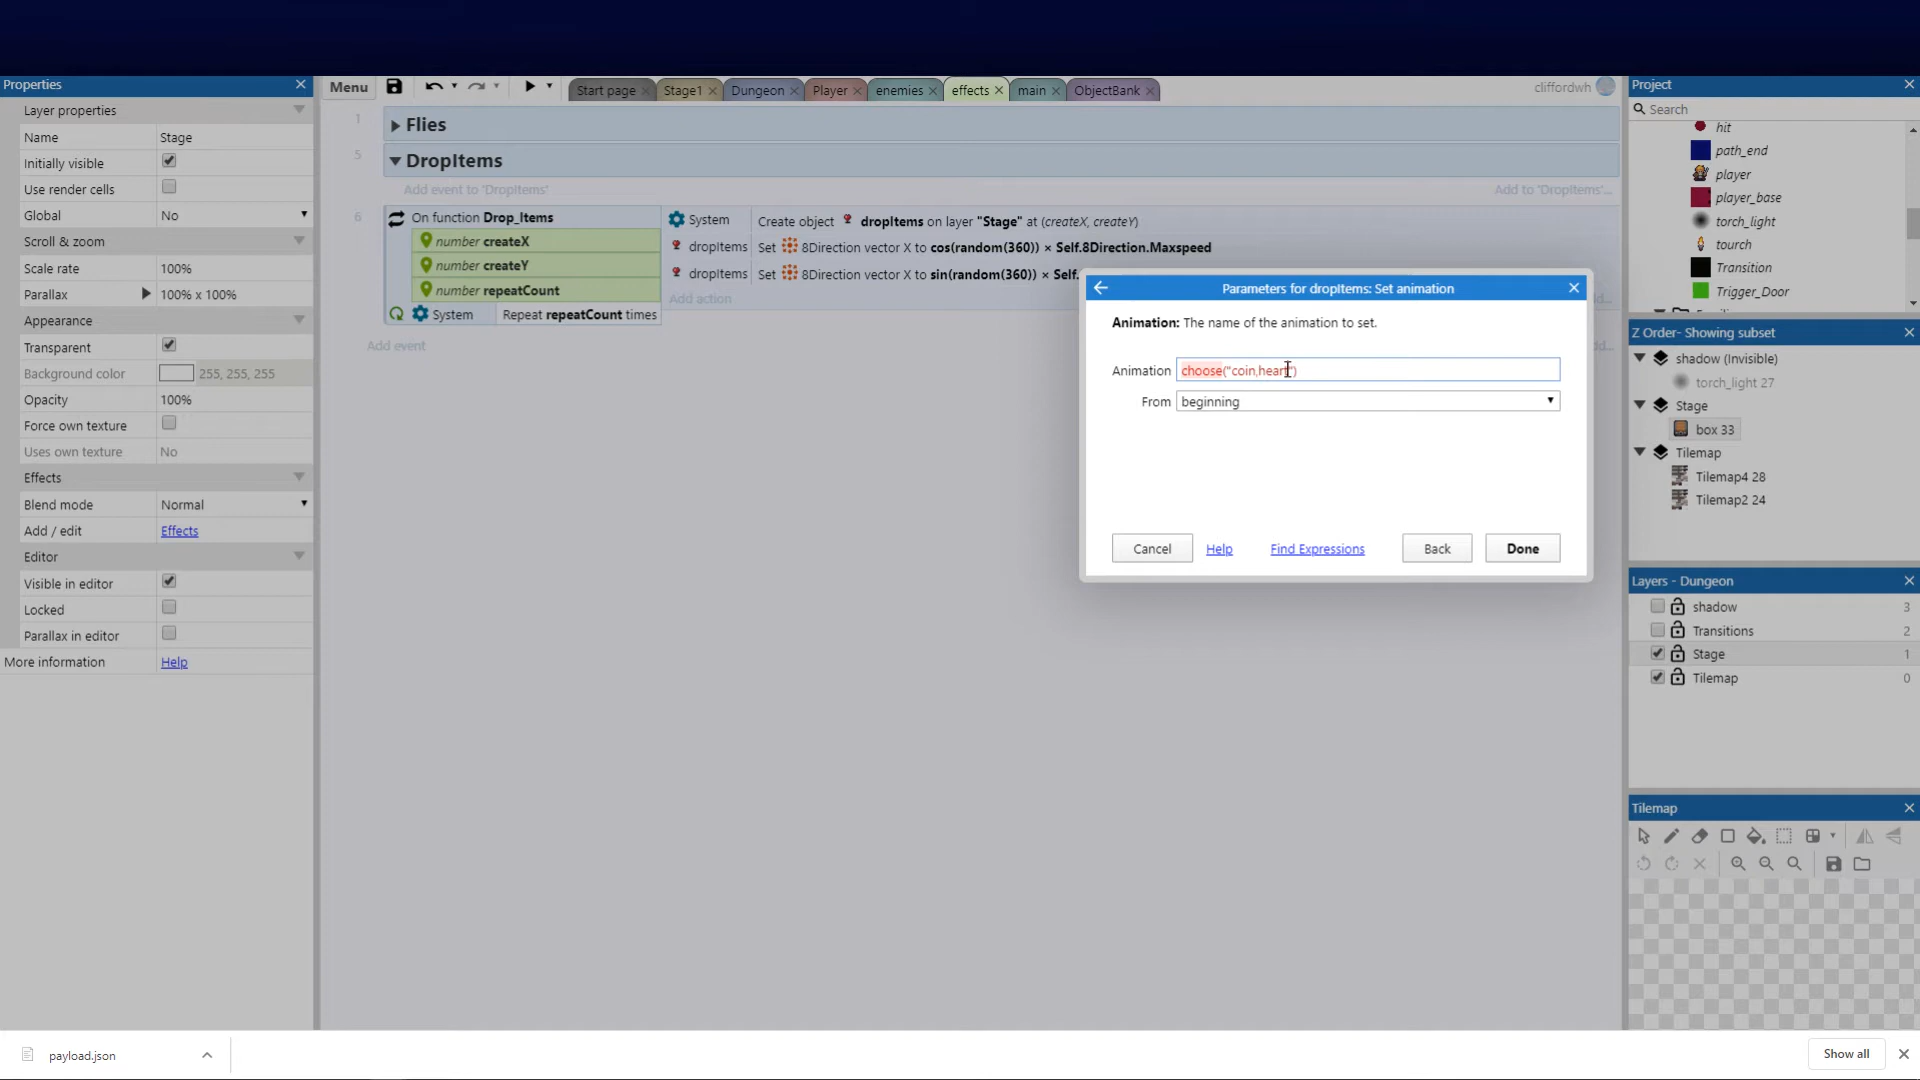 Properties
Layer properties
Name Stage
Initially visible
Use render cells
Global No
Scroll & zoom
Scale rate 100%
Parallax 100% x 100%
Appearance
Transparent
Background color 255, 255, 255
Opacity 100%
Force own texture
Uses own texture No
Effects
Blend mode Normal
Add / edit Effects
Editor
Visible in editor
Locked
Parallax in editor
More information Help
Menu
Start page Stage1 Dungeon Player enemies effects main ObjectBank
cliffordwh
1 Flies
5 DropItems
Add event to 'DropItems' Add to 'DropItems'...
6 On function Drop_Items
number createX
number createY
number repeatCount
System Repeat repeatCount times
System Create object dropItems on layer "Stage" at (createX, createY)
dropItems Set 8Direction vector X to cos(random(360)) × Self.8Direction.Maxspeed
dropItems Set 8Direction vector X to sin(random(360)) × Self.
Add action
Add event
Parameters for dropItems: Set animation
Animation: The name of the animation to set.
Animation choose("coin,heart")
From beginning
Cancel Help Find Expressions Back Done
Project
Search
hit
path_end
player
player_base
torch_light
tourch
Transition
Trigger_Door
Z Order- Showing subset
shadow (Invisible)
torch_light 27
Stage
box 33
Tilemap
Tilemap4 28
Tilemap2 24
Layers - Dungeon
shadow 3
Transitions 2
Stage 1
Tilemap 0
Tilemap
payload.json
Show all